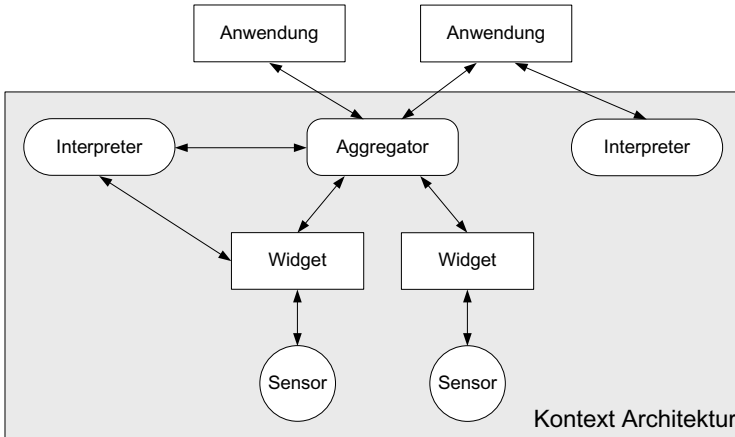 Anwendung
Anwendung
Interpreter
Aggregator
Interpreter
Widget
Widget
Sensor
Sensor
Kontext Architektur